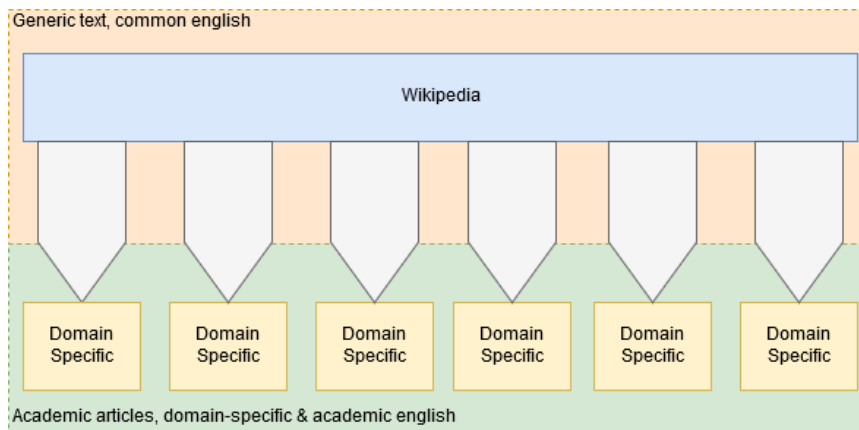 Generic text, common english
Wikipedia
Domain
Specific
Domain
Specific
Domain
Specific
Domain
Specific
Domain
Specific
Domain
Specific
Academic articles, domain-specific & academic english